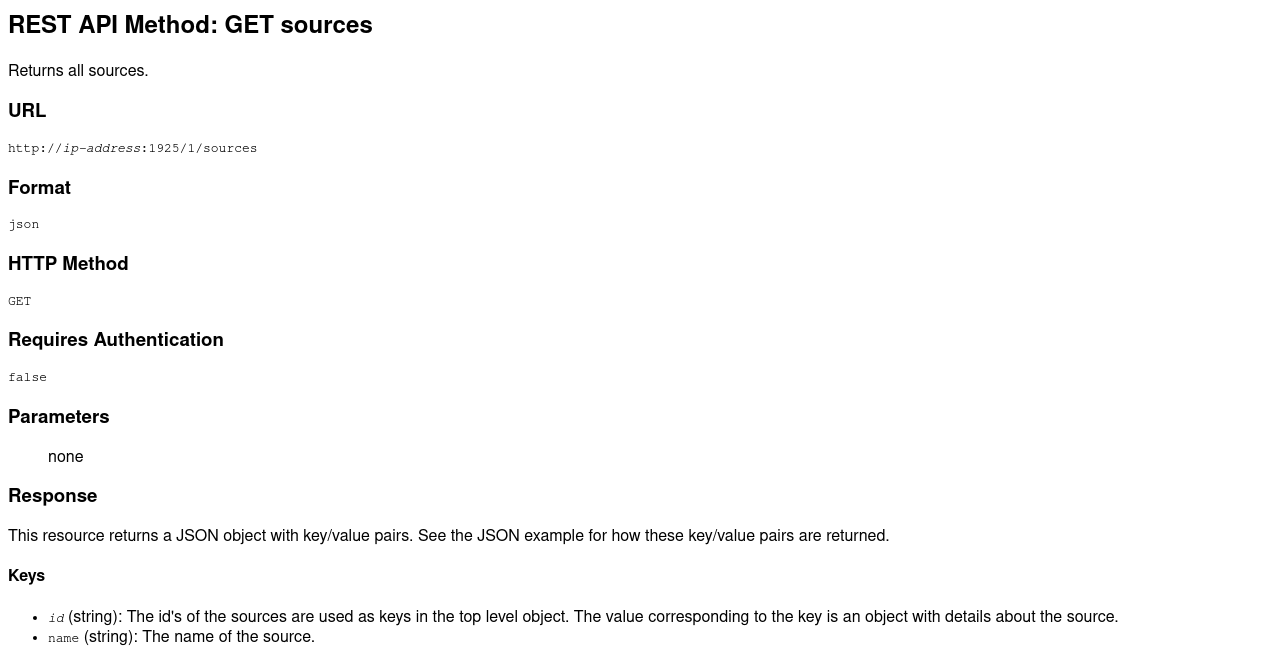 REST API Method: GET sources
Returns all sources.
URL
http://ip-address:1925/1/sources
Format
json
HTTP Method
GET
Requires Authentication
false
Parameters
none
Response
This resource returns a JSON object with key/value pairs. See the JSON example for how these key/value pairs are returned.
Keys
• id (string): The id's of the sources are used as keys in the top level object. The value corresponding to the key is an object with details about the source.
• name (string): The name of the source.